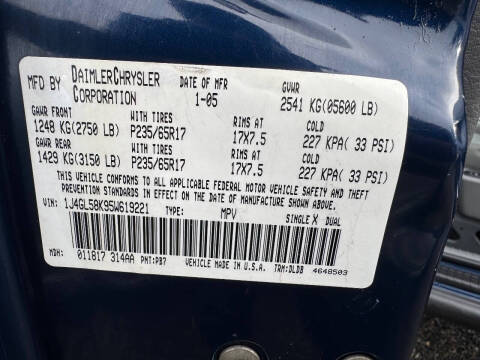 MFD BY DAIMLERCHRYSLER CORPORATION DATE OF MFR 1-05 GVWR 2541 KG(05600 LB)
GAWR FRONT WITH TIRES RIMS AT COLD
1248 KG(2750 LB) P235/65R17 17X7.5 227 KPA( 33 PSI)
GAWR REAR WITH TIRES RIMS AT COLD
1429 KG(3150 LB) P235/65R17 17X7.5 227 KPA( 33 PSI)
THIS VEHICLE CONFORMS TO ALL APPLICABLE FEDERAL MOTOR VEHICLE SAFETY AND THEFT
PREVENTION STANDARDS IN EFFECT ON THE DATE OF MANUFACTURE SHOWN ABOVE.
VIN: 1J4GL58K95W619221 TYPE: MPV SINGLE X DUAL
MDH: 011817 314AA PNT:PB7 VEHICLE MADE IN U.S.A. TRM:DLDB 4648503